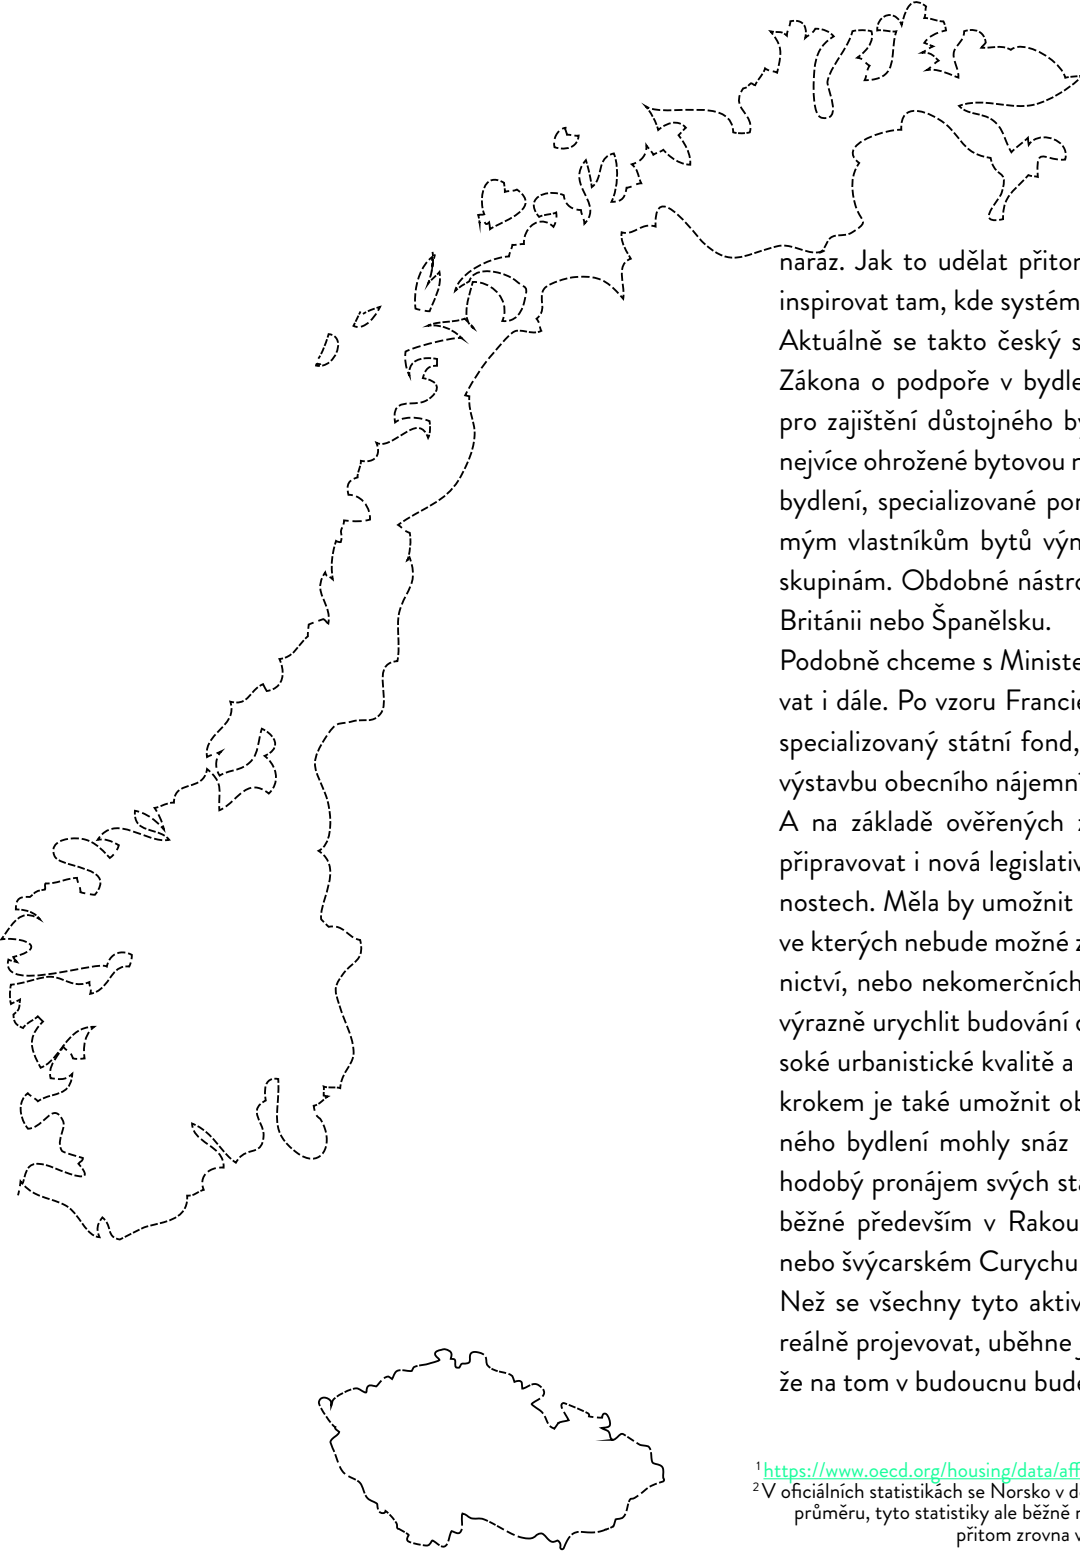 naráz. Jak to udělat přitom
inspirovat tam, kde systém
Aktuálně se takto český s
Zákona o podpoře v bydle
pro zajištění důstojného by
nejvíce ohrožené bytovou n
bydlení, specializované por
mým vlastníkům bytů výn
skupinám. Obdobné nástro
Británii nebo Španělsku.
Podobně chceme s Ministe
vat i dále. Po vzoru Francie
specializovaný státní fond,
výstavbu obecního nájemní
A na základě ověřených z
připravovat i nová legislativ
nostech. Měla by umožnit
ve kterých nebude možné z
nictví, nebo nekomerčních
výrazně urychlit budování d
soké urbanistické kvalitě a
krokem je také umožnit ob
ného bydlení mohly snáz
hodobý pronájem svých sta
běžné především v Rakou
nebo švýcarském Curychu
Než se všechny tyto aktiv
reálně projevovat, uběhne j
že na tom v budoucnu bude
1 https://www.oecd.org/housing/data/aff
2 V oficiálních statistikách se Norsko v d
průměru, tyto statistiky ale běžně n
přitom zrovna v